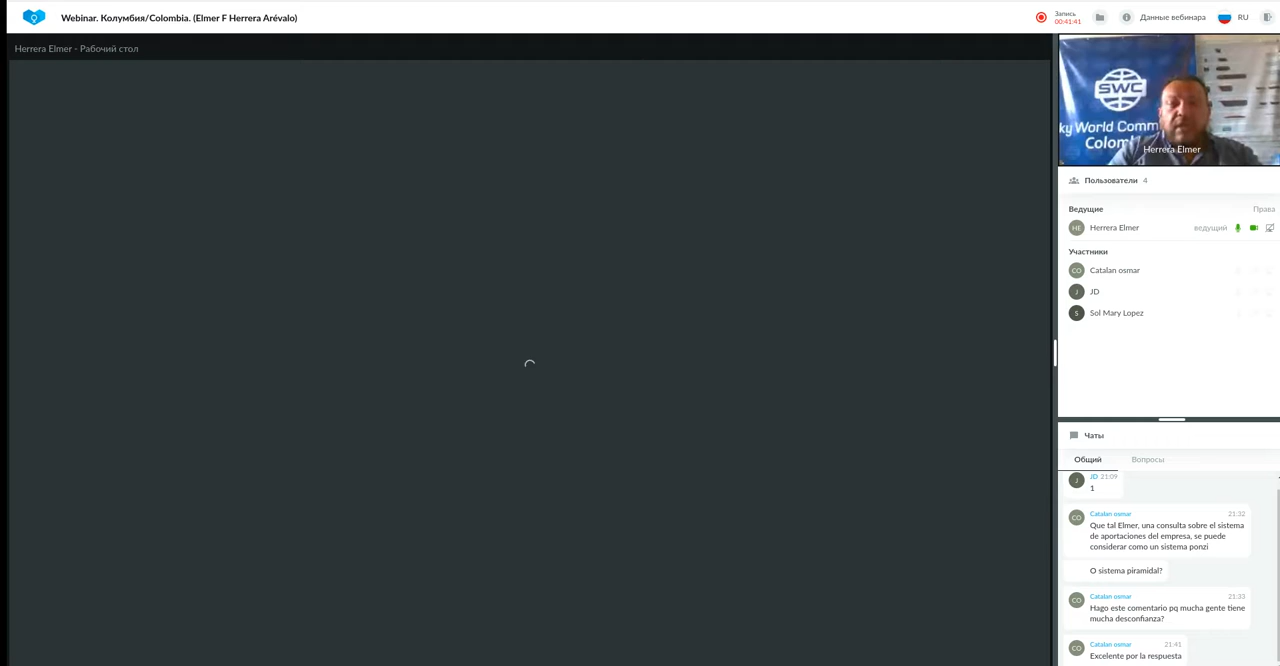 Webinar. Колумбия/Colombia. (Elmer F Herrera Arévalo)
Запись
00:41:41
Данные вебинара
RU
Herrera Elmer - Рабочий стол
SWC
ky World Comm
Colom
Herrera Elmer
Пользователи 4
Ведущие
Права
HE
Herrera Elmer
ведущий
Участники
CO
Catalan osmar
J
JD
S
Sol Mary Lopez
Чаты
Общий
Вопросы
J
JD 21:09
1
CO
Catalan osmar
21:32
Que tal Elmer, una consulta sobre el sistema
de aportaciones del empresa, se puede
considerar como un sistema ponzi
O sistema piramidal?
CO
Catalan osmar
21:33
Hago este comentario pq mucha gente tiene
mucha desconfianza?
CO
Catalan osmar
21:41
Excelente por la respuesta